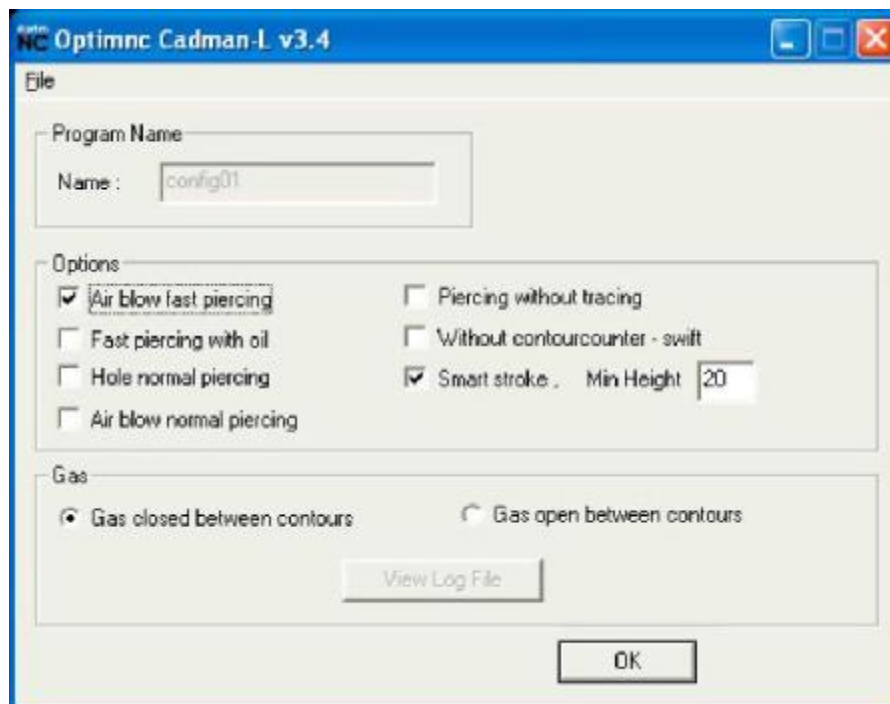 NC Optimnc Cadman-L v3.4
File
Program Name
Name : config01
Options
Air blow fast piercing
Piercing without tracing
Fast piercing with oil
Without contourcounter - swift
Hole normal piercing
Smart stroke , Min Height 20
Air blow normal piercing
Gas
Gas closed between contours
Gas open between contours
View Log File
OK